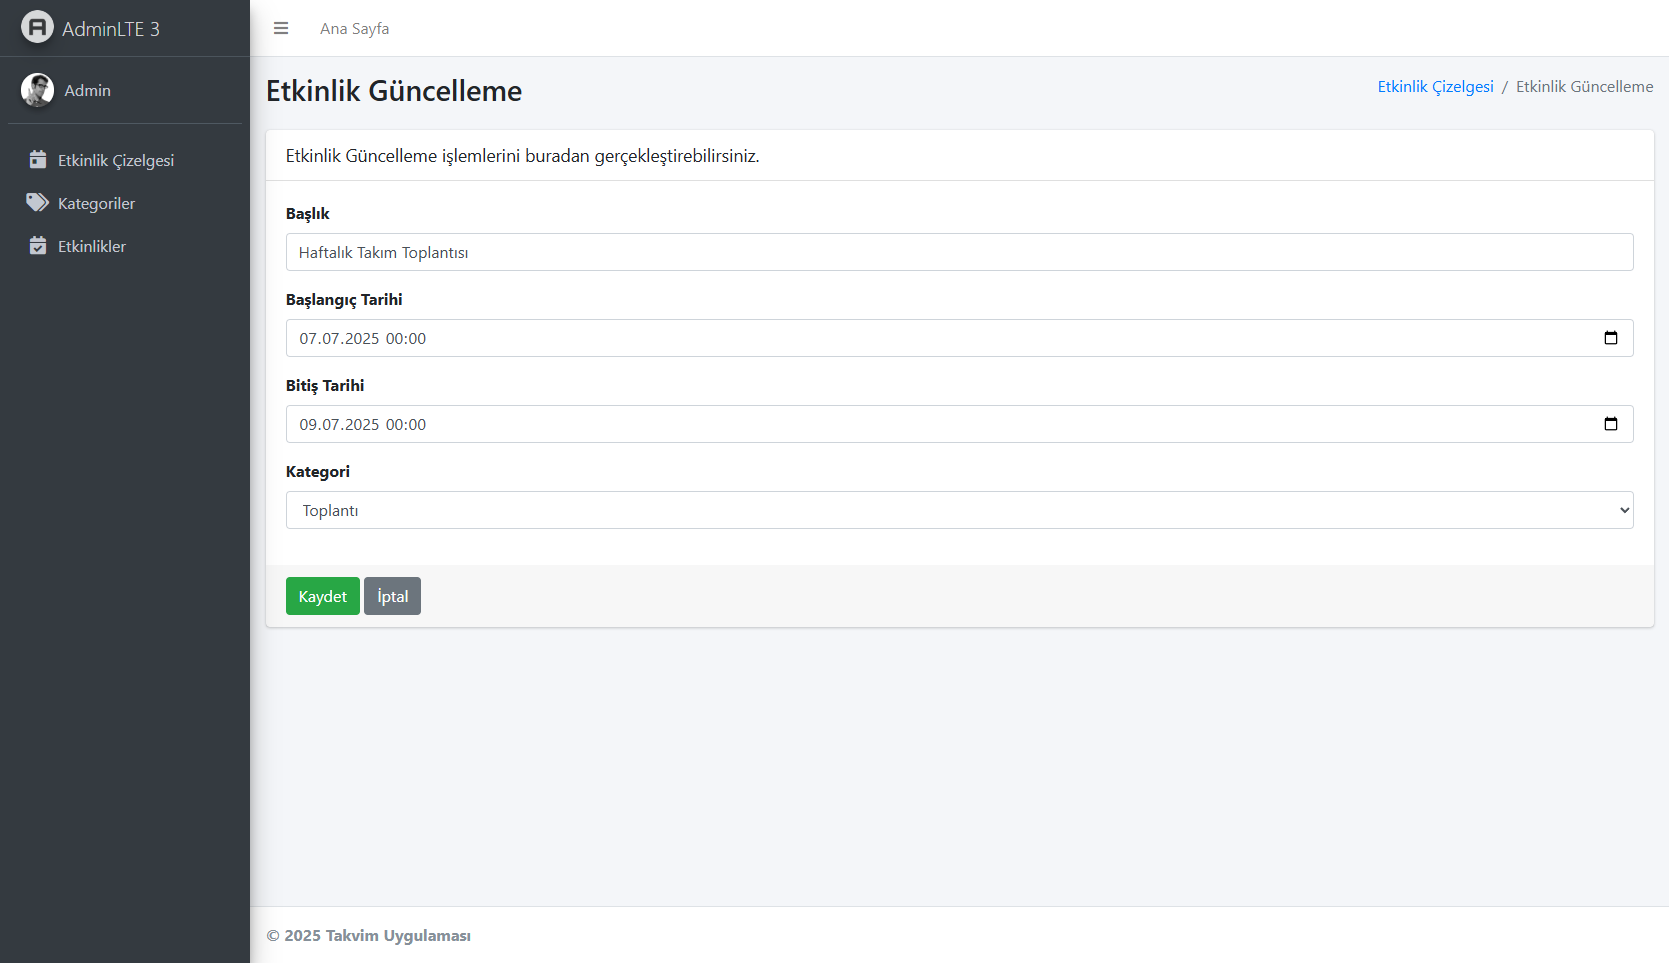 AdminLTE 3
Admin
Etkinlik Çizelgesi
Kategoriler
Etkinlikler
Ana Sayfa
Etkinlik Güncelleme
Etkinlik Çizelgesi / Etkinlik Güncelleme
Etkinlik Güncelleme işlemlerini buradan gerçekleştirebilirsiniz.
Başlık
Haftalık Takım Toplantısı
Başlangıç Tarihi
07.07.2025 00:00
Bitiş Tarihi
09.07.2025 00:00
Kategori
Toplantı
Kaydet
İptal
© 2025 Takvim Uygulaması